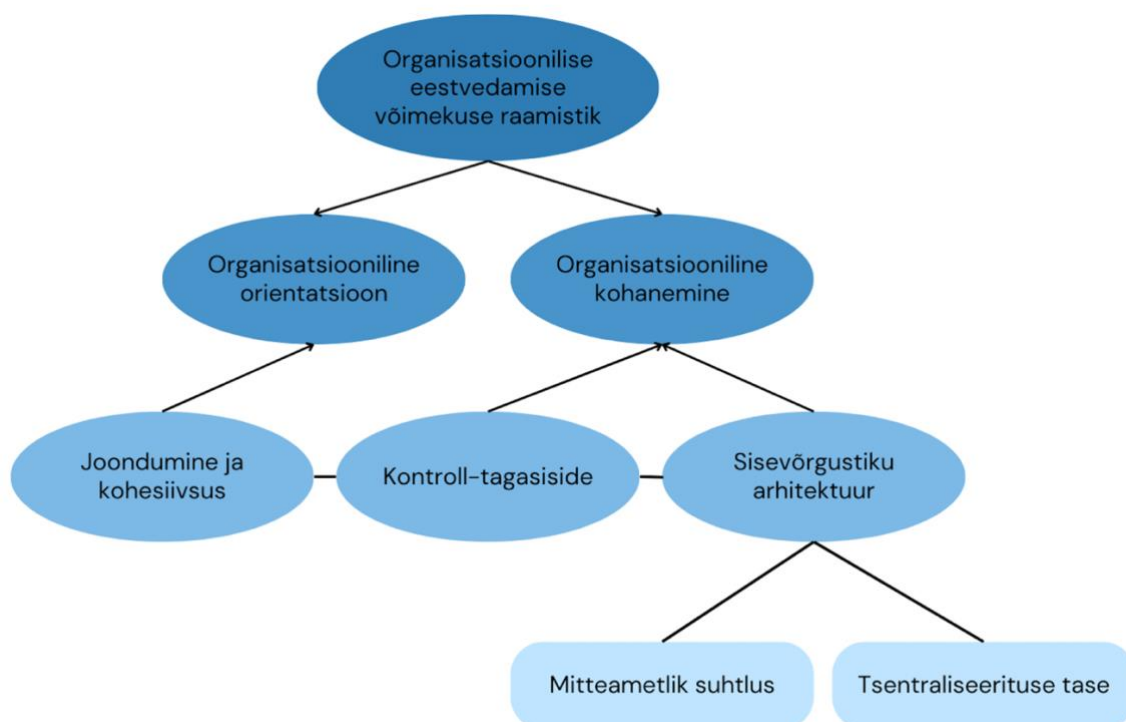 Organisatsioonilise
eestvedamise
võimekuse raamistik
Organisatsiooniline
orientatsioon
Organisatsiooniline
kohanemine
Joondumine ja
kohesiivsus
Kontroll-tagasiside
Sisevõrgustiku
arhitektuur
Mitteametlik suhtlus
Tsentraliseerituse tase